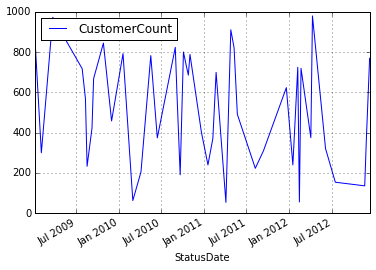 1000
CustomerCount
800
600
400
200
0
Jul 2009
Jan 2010
Jul 2010
Jan 2011
Jul 2011
Jan 2012
Jul 2012
StatusDate